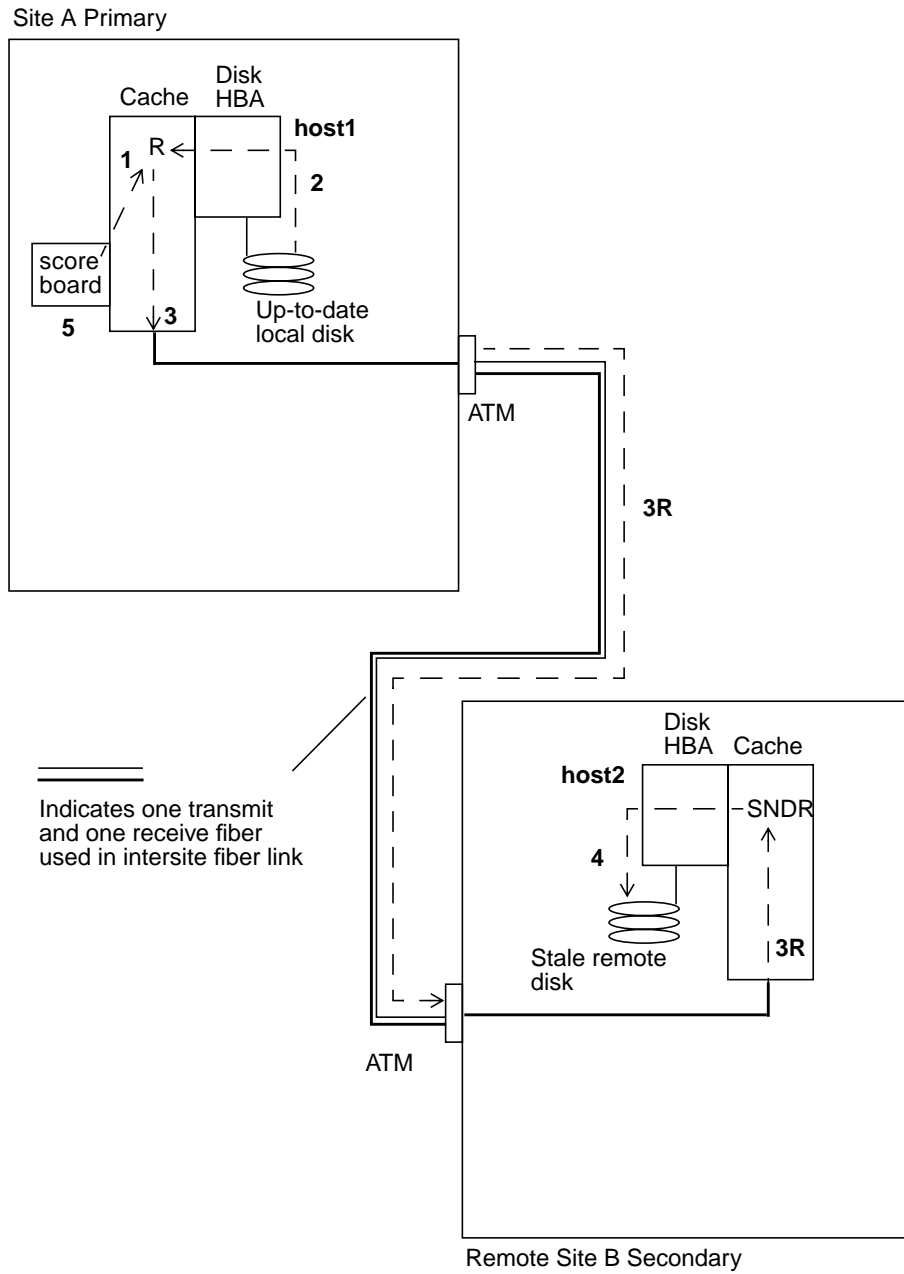 Site A Primary
Disk
HBA
Cache
host1
R
1
2
score
board
5
3
Up-to-date
local disk
ATM
3R
Disk
HBA
Cache
host2
SNDR
4
3R
Stale remote
disk
Indicates one transmit
and one receive fiber
used in intersite fiber link
ATM
Remote Site B Secondary